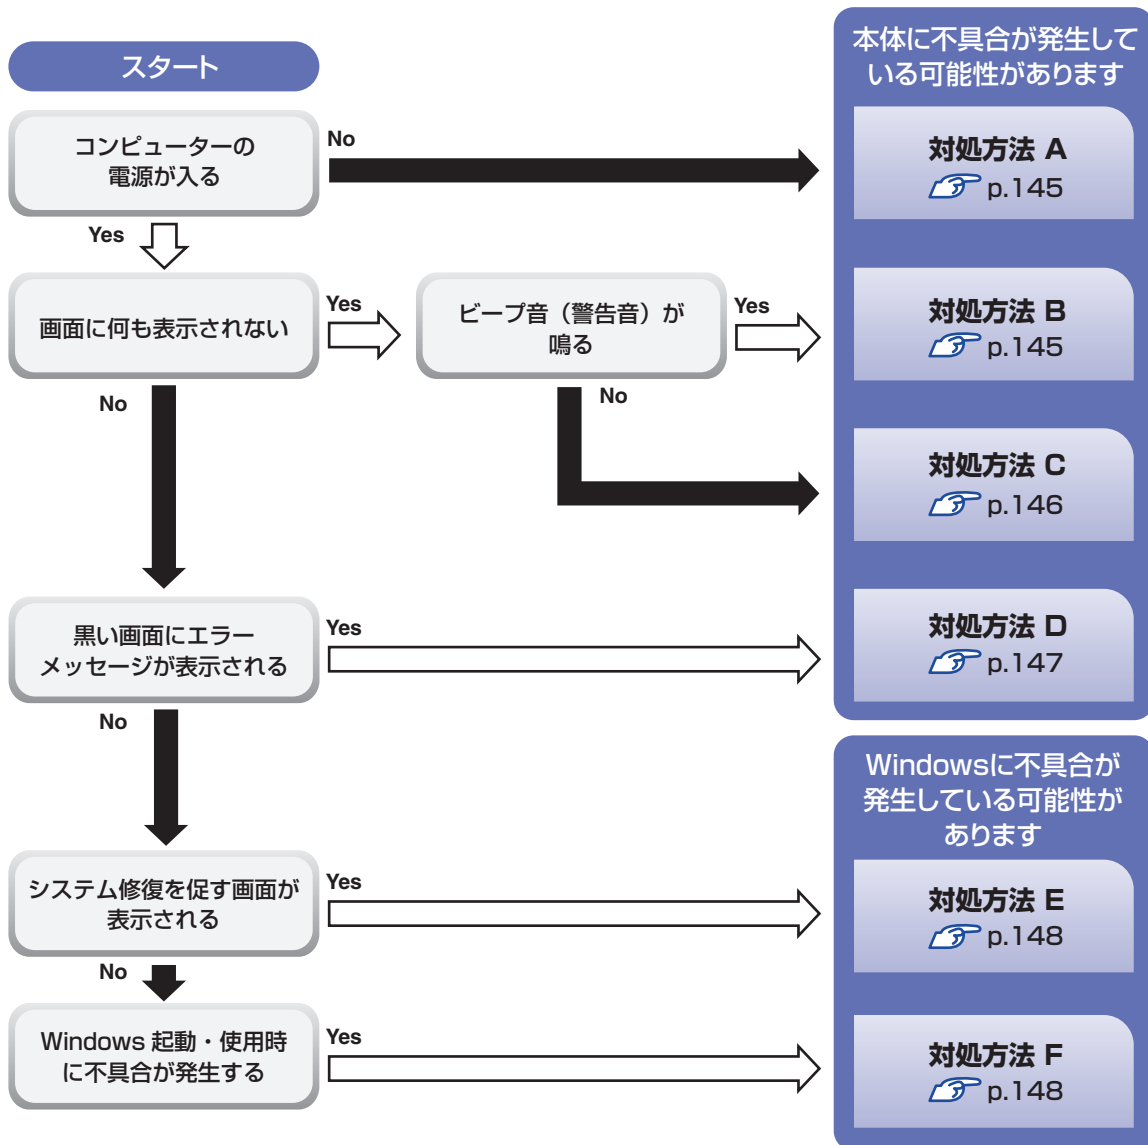 スタート
コンピューターの
電源が入る
No
Yes
画面に何も表示されない
Yes
ビープ音（警告音）が
鳴る
Yes
No
No
黒い画面にエラー
メッセージが表示される
Yes
No
システム修復を促す画面が
表示される
Yes
No
Windows 起動・使用時
に不具合が発生する
Yes
本体に不具合が発生して
いる可能性があります
対処方法 A
p.145
対処方法 B
p.145
対処方法 C
p.146
対処方法 D
p.147
Windowsに不具合が
発生している可能性が
あります
対処方法 E
p.148
対処方法 F
p.148